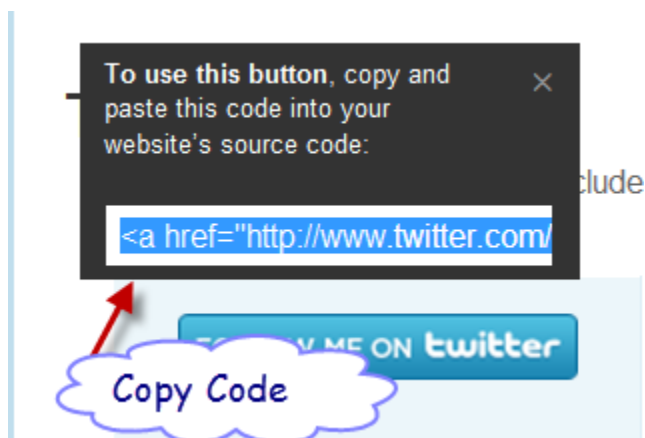 To use this button, copy and
paste this code into your
website's source code:
×
clude
<a href="http://www.twitter.com/
ME ON twitter
Copy Code